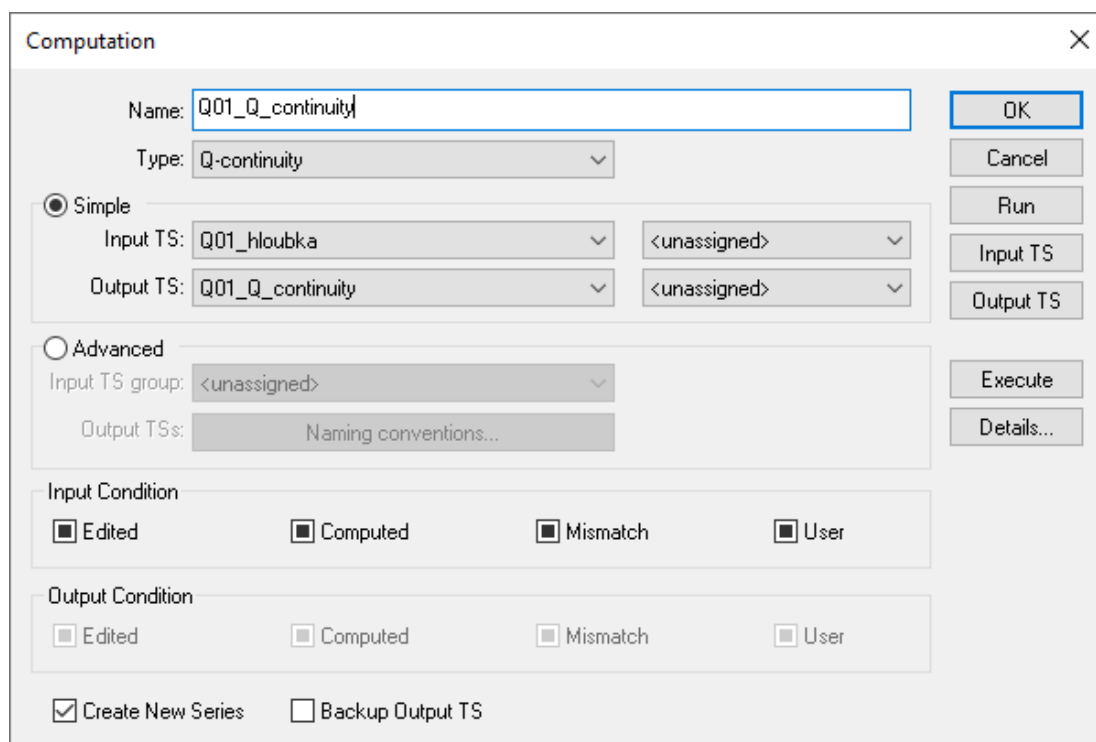 Computation
Name: Q01_Q_continuity OK
Type: Q-continuity Cancel
Simple Run
Input TS: Q01_hloubka <unassigned> Input TS
Output TS: Q01_Q_continuity <unassigned> Output TS
Advanced
Input TS group: <unassigned> Execute
Output TSs: Naming conventions... Details...
Input Condition
Edited Computed Mismatch User
Output Condition
Edited Computed Mismatch User
Create New Series Backup Output TS